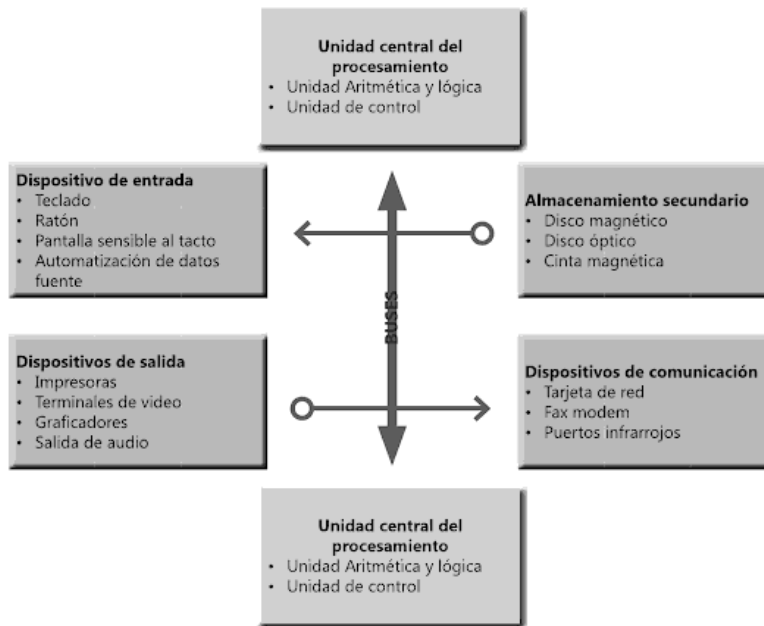 Unidad central del
procesamiento
• Unidad Aritmética y lógica
• Unidad de control
Dispositivo de entrada
• Teclado
• Ratón
• Pantalla sensible al tacto
• Automatización de datos
fuente
Almacenamiento secundario
• Disco magnético
• Disco óptico
• Cinta magnética
BUSES
Dispositivos de salida
• Impresoras
• Terminales de video
• Graficadores
• Salida de audio
Dispositivos de comunicación
• Tarjeta de red
• Fax modem
• Puertos infrarrojos
Unidad central del
procesamiento
• Unidad Aritmética y lógica
• Unidad de control